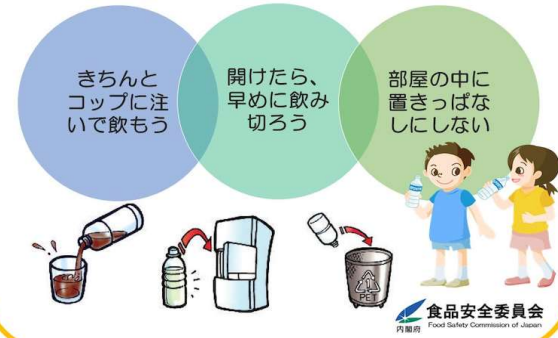 きちんと
コップに注
いで飲もう
開けたら、
早めに飲み
切ろう
部屋の中に
置きっぱな
しにしない
1
PET
内閣府
食品安全委員会
Food Safety Commission of Japan